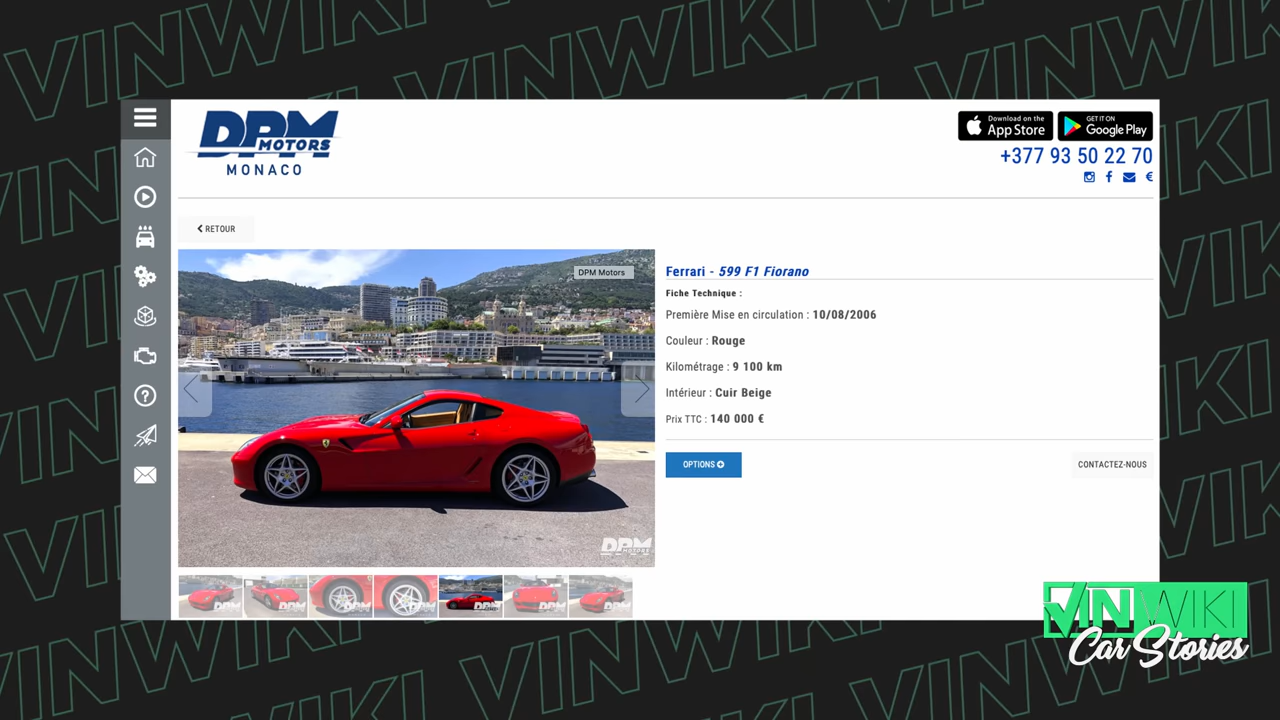 VINWIKI
DPM
MOTORS
MONACO
Download on the
App Store
GET IT ON
Google Play
+377 93 50 22 70
€
RETOUR
DPM Motors
DPM
MOTORS
Ferrari - 599 F1 Fiorano
Fiche Technique :
Première Mise en circulation : 10/08/2006
Couleur : Rouge
Kilométrage : 9 100 km
Intérieur : Cuir Beige
Prix TTC : 140 000 €
OPTIONS
CONTACTEZ-NOUS
VINWIKI
Car Stories